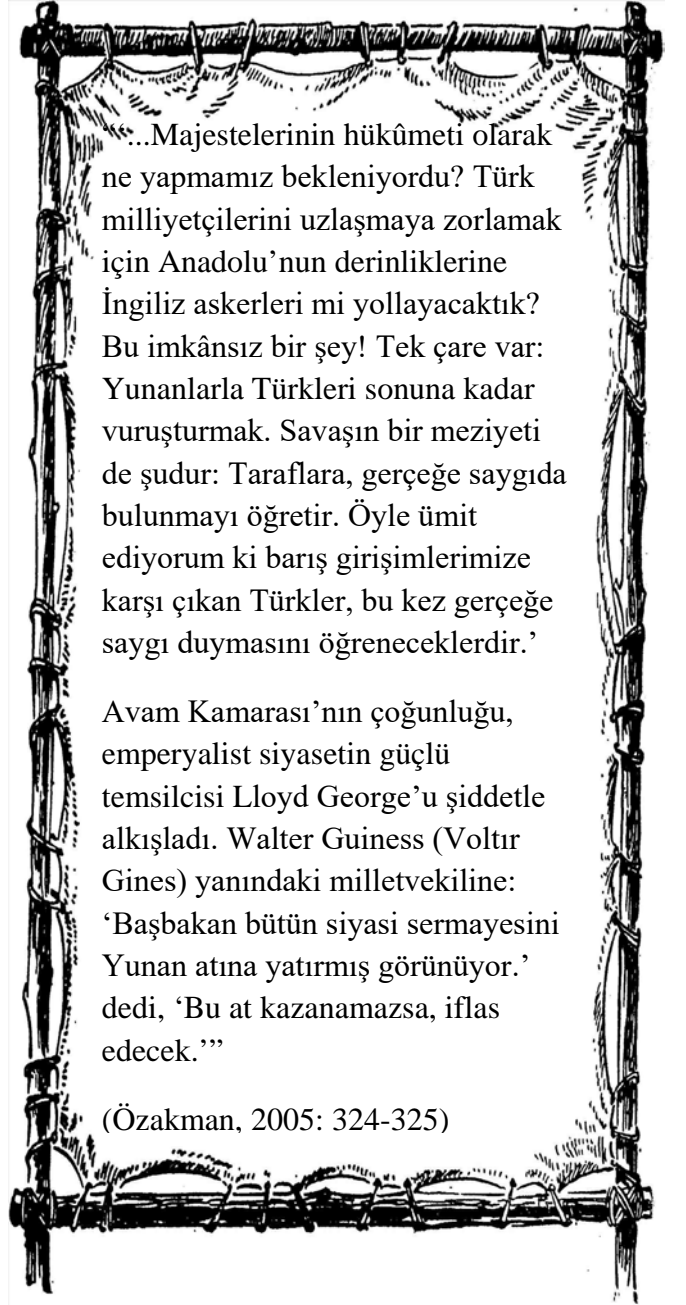 “‘...Majestelerinin hükûmeti olarak
ne yapmamız bekleniyordu? Türk
milliyetçilerini uzlaşmaya zorlamak
için Anadolu’nun derinliklerine
İngiliz askerleri mi yollayacaktık?
Bu imkânsız bir şey! Tek çare var:
Yunanlarla Türkleri sonuna kadar
vuruşturmak. Savaşın bir meziyeti
de şudur: Taraflara, gerçeğe saygıda
bulunmayı öğretir. Öyle ümit
ediyorum ki barış girişimlerimize
karşı çıkan Türkler, bu kez gerçeğe
saygı duymasını öğreneceklerdir.’
Avam Kamarası’nın çoğunluğu,
emperyalist siyasetin güçlü
temsilcisi Lloyd George’u şiddetle
alkışladı. Walter Guiness (Voltır
Gines) yanındaki milletvekiline:
‘Başbakan bütün siyasi sermayesini
Yunan atına yatırmış görünüyor.’
dedi, ‘Bu at kazanamazsa, iflas
edecek.’”
(Özakman, 2005: 324-325)